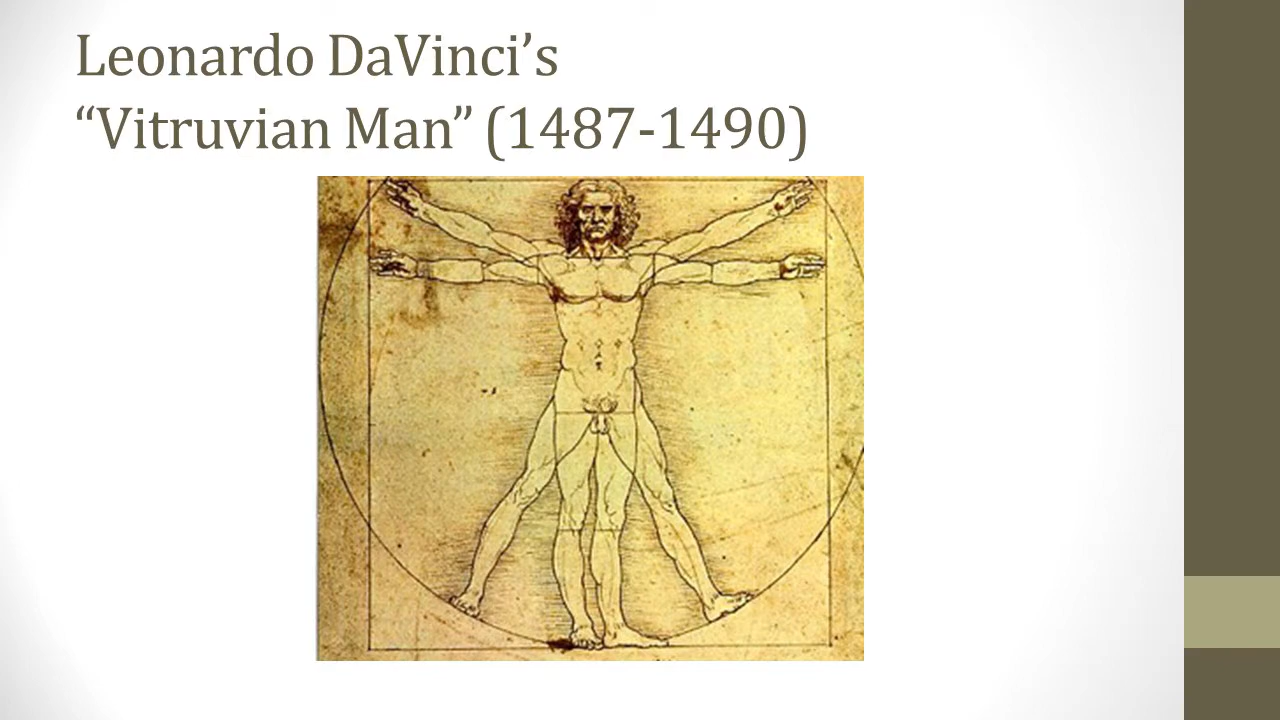 Leonardo DaVinci’s
“Vitruvian Man” (1487-1490)